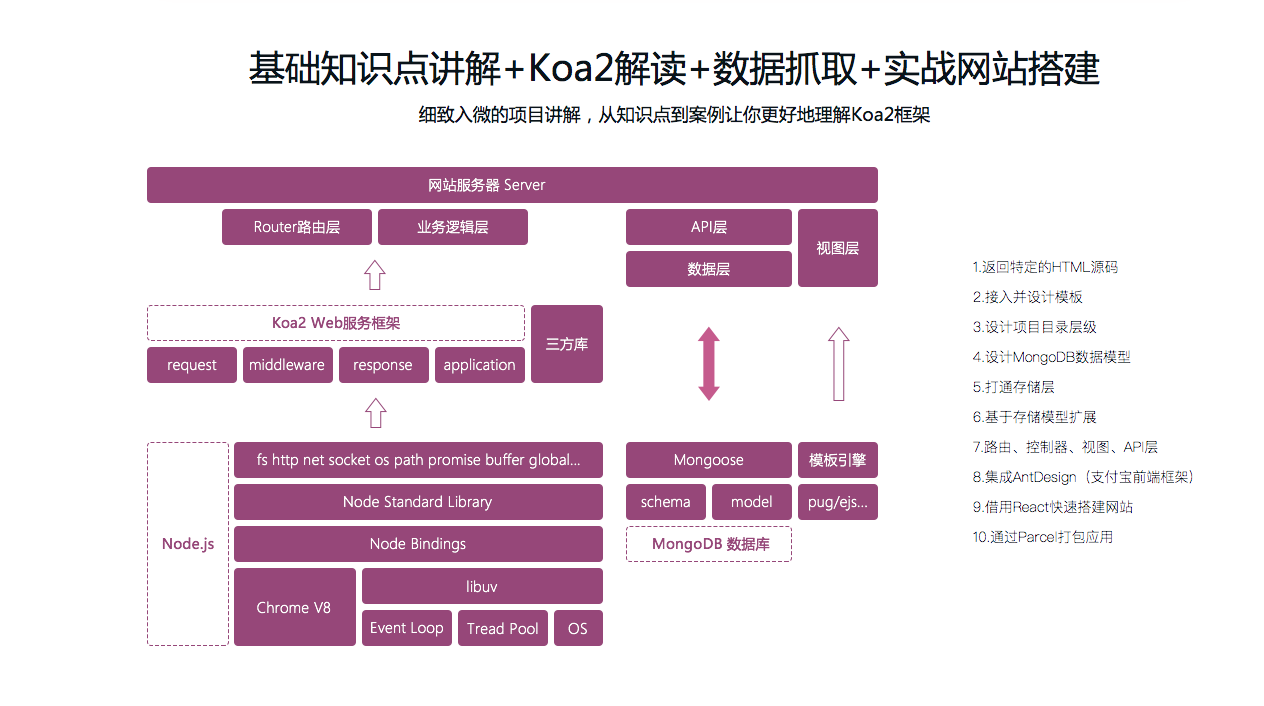 基础知识点讲解+Koa2解读+数据抓取+实战网站搭建
细致入微的项目讲解，从知识点到案例让你更好地理解Koa2框架
网站服务器 Server
Router路由层
业务逻辑层
API层
视图层
数据层
Koa2 Web服务框架
三方库
request
middleware
response
application
Node.js
fs http net socket os path promise buffer global...
Node Standard Library
Node Bindings
Chrome V8
libuv
Event Loop
Tread Pool
OS
Mongoose
模板引擎
schema
model
pug/ejs...
MongoDB 数据库
1.返回特定的HTML源码
2.接入并设计模板
3.设计项目目录层级
4.设计MongoDB数据模型
5.打通存储层
6.基于存储模型扩展
7.路由、控制器、视图、API层
8.集成AntDesign（支付宝前端框架）
9.借用React快速搭建网站
10.通过Parcel打包应用